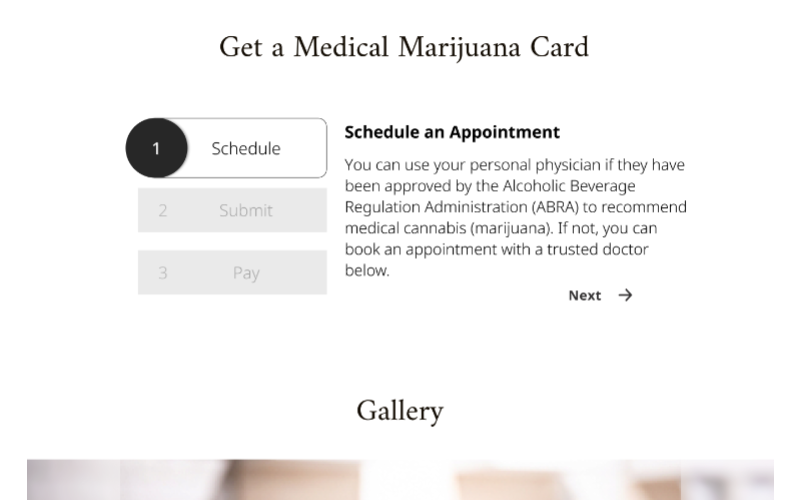 Get a Medical Marijuana Card
1 Schedule
2 Submit
3 Pay
Schedule an Appointment
You can use your personal physician if they have
been approved by the Alcoholic Beverage
Regulation Administration (ABRA) to recommend
medical cannabis (marijuana). If not, you can
book an appointment with a trusted doctor
below.
Next →
Gallery